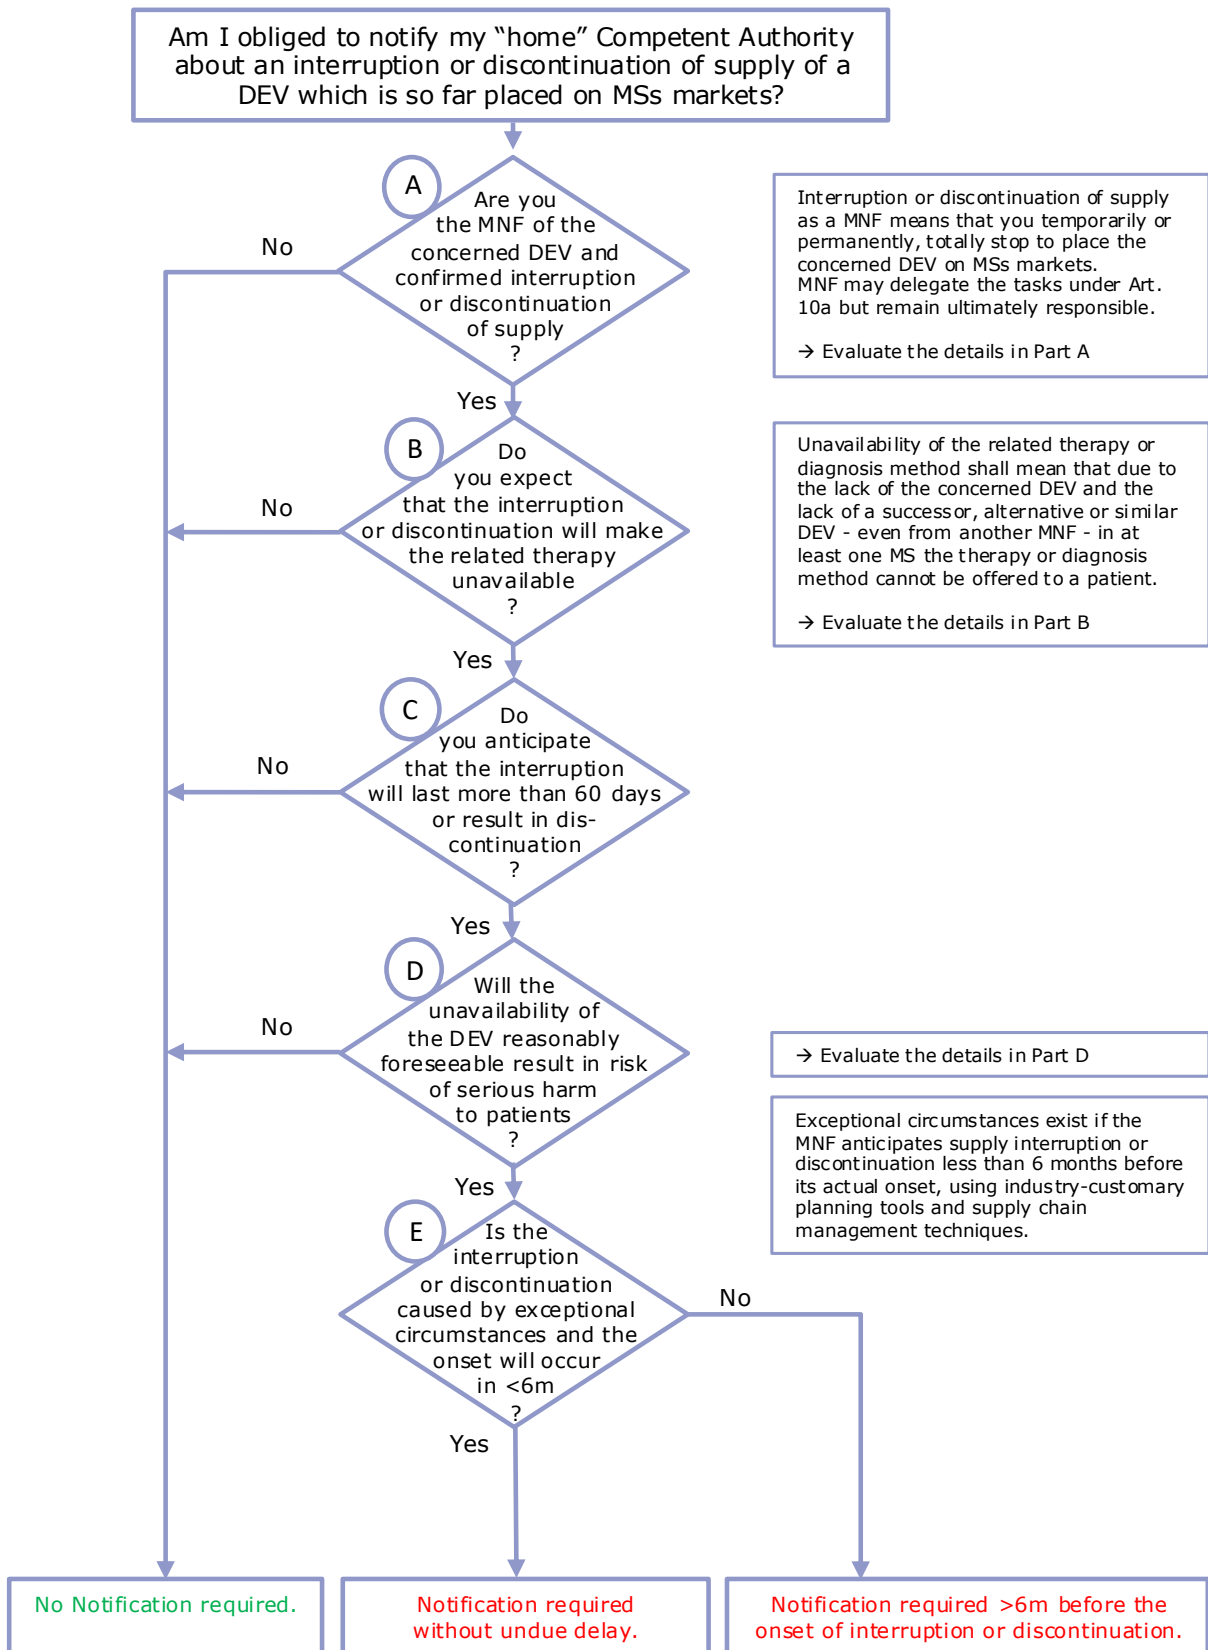 Am I obliged to notify my “home” Competent Authority
about an interruption or discontinuation of supply of a
DEV which is so far placed on MSs markets?
A
Are you
the MNF of the
concerned DEV and
confirmed interruption
or discontinuation
of supply
?
No
Yes
Interruption or discontinuation of supply
as a MNF means that you temporarily or
permanently, totally stop to place the
concerned DEV on MSs markets.
MNF may delegate the tasks under Art.
10a but remain ultimately responsible.
→ Evaluate the details in Part A
B
Do
you expect
that the interruption
or discontinuation will make
the related therapy
unavailable
?
No
Yes
Unavailability of the related therapy or
diagnosis method shall mean that due to
the lack of the concerned DEV and the
lack of a successor, alternative or similar
DEV - even from another MNF - in at
least one MS the therapy or diagnosis
method cannot be offered to a patient.
→ Evaluate the details in Part B
C
Do
you anticipate
that the interruption
will last more than 60 days
or result in dis-
continuation
?
No
Yes
D
Will the
unavailability of
the DEV reasonably
foreseeable result in risk
of serious harm
to patients
?
No
Yes
→ Evaluate the details in Part D
Exceptional circumstances exist if the
MNF anticipates supply interruption or
discontinuation less than 6 months before
its actual onset, using industry-customary
planning tools and supply chain
management techniques.
E
Is the
interruption
or discontinuation
caused by exceptional
circumstances and the
onset will occur
in <6m
?
No
Yes
No Notification required.
Notification required
without undue delay.
Notification required >6m before the
onset of interruption or discontinuation.